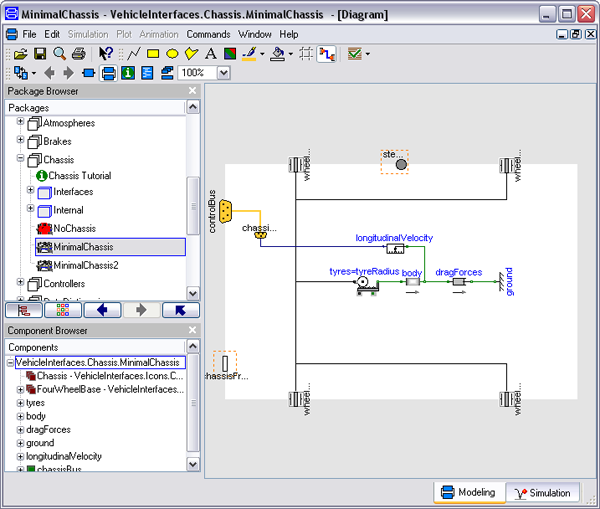 MinimalChassis - VehicleInterfaces.Chassis.MinimalChassis - [Diagram]
File Edit Simulation Plot Animation Commands Window Help
A
100%
Package Browser
Packages
Atmospheres
Brakes
Chassis
Chassis Tutorial
Interfaces
Internal
NoChassis
MinimalChassis
MinimalChassis2
Controllers
Component Browser
Components
VehicleInterfaces.Chassis.MinimalChassis
Chassis - VehicleInterfaces.Icons.C...
FourWheelBase - VehicleInterfaces...
tyres
body
dragForces
ground
longitudinalVelocity
chassisBus
wheel...
ste...
wheel...
controlBus
chassi...
longitudinalVelocity
tyres=tyreRadius
body
dragForces
ground
chassisFr...
wheel...
wheel...
Modeling
Simulation